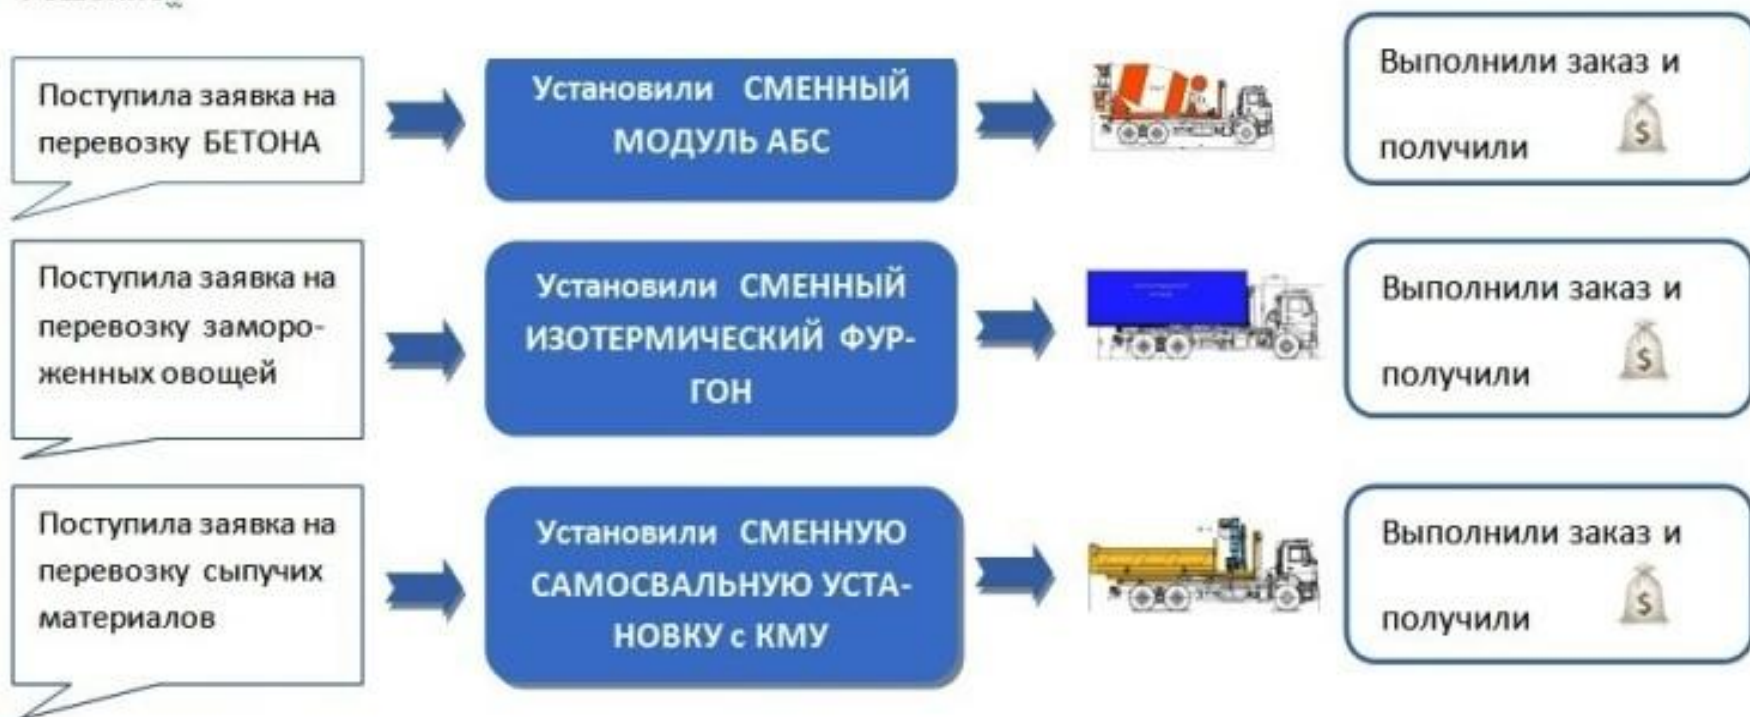 Поступила заявка на
перевозку БЕТОНА
Установили СМЕННЫЙ
МОДУЛЬ АБС
Выполнили заказ и
получили
$
Поступила заявка на
перевозку заморо-
женных овощей
Установили СМЕННЫЙ
ИЗОТЕРМИЧЕСКИЙ ФУР-
ГОН
Выполнили заказ и
получили
$
Поступила заявка на
перевозку сыпучих
материалов
Установили СМЕННУЮ
САМОСВАЛЬНУЮ УСТА-
НОВКУ с КМУ
Выполнили заказ и
получили
$